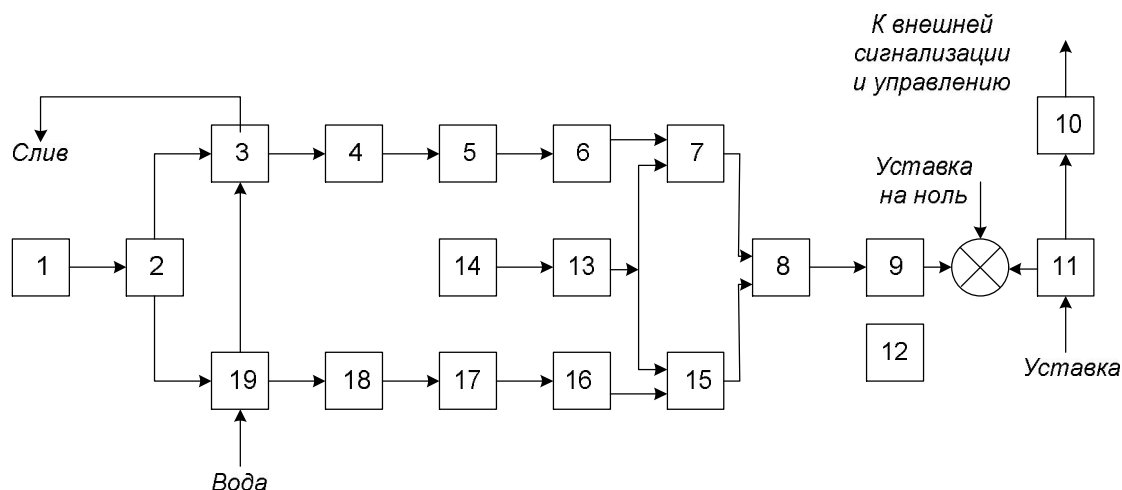 К внешней
сигнализации
и управлению
10
Слив
3
4
5
6
7
Уставка
на ноль
1
2
14
13
8
9
11
12
19
18
17
16
15
Уставка
Вода